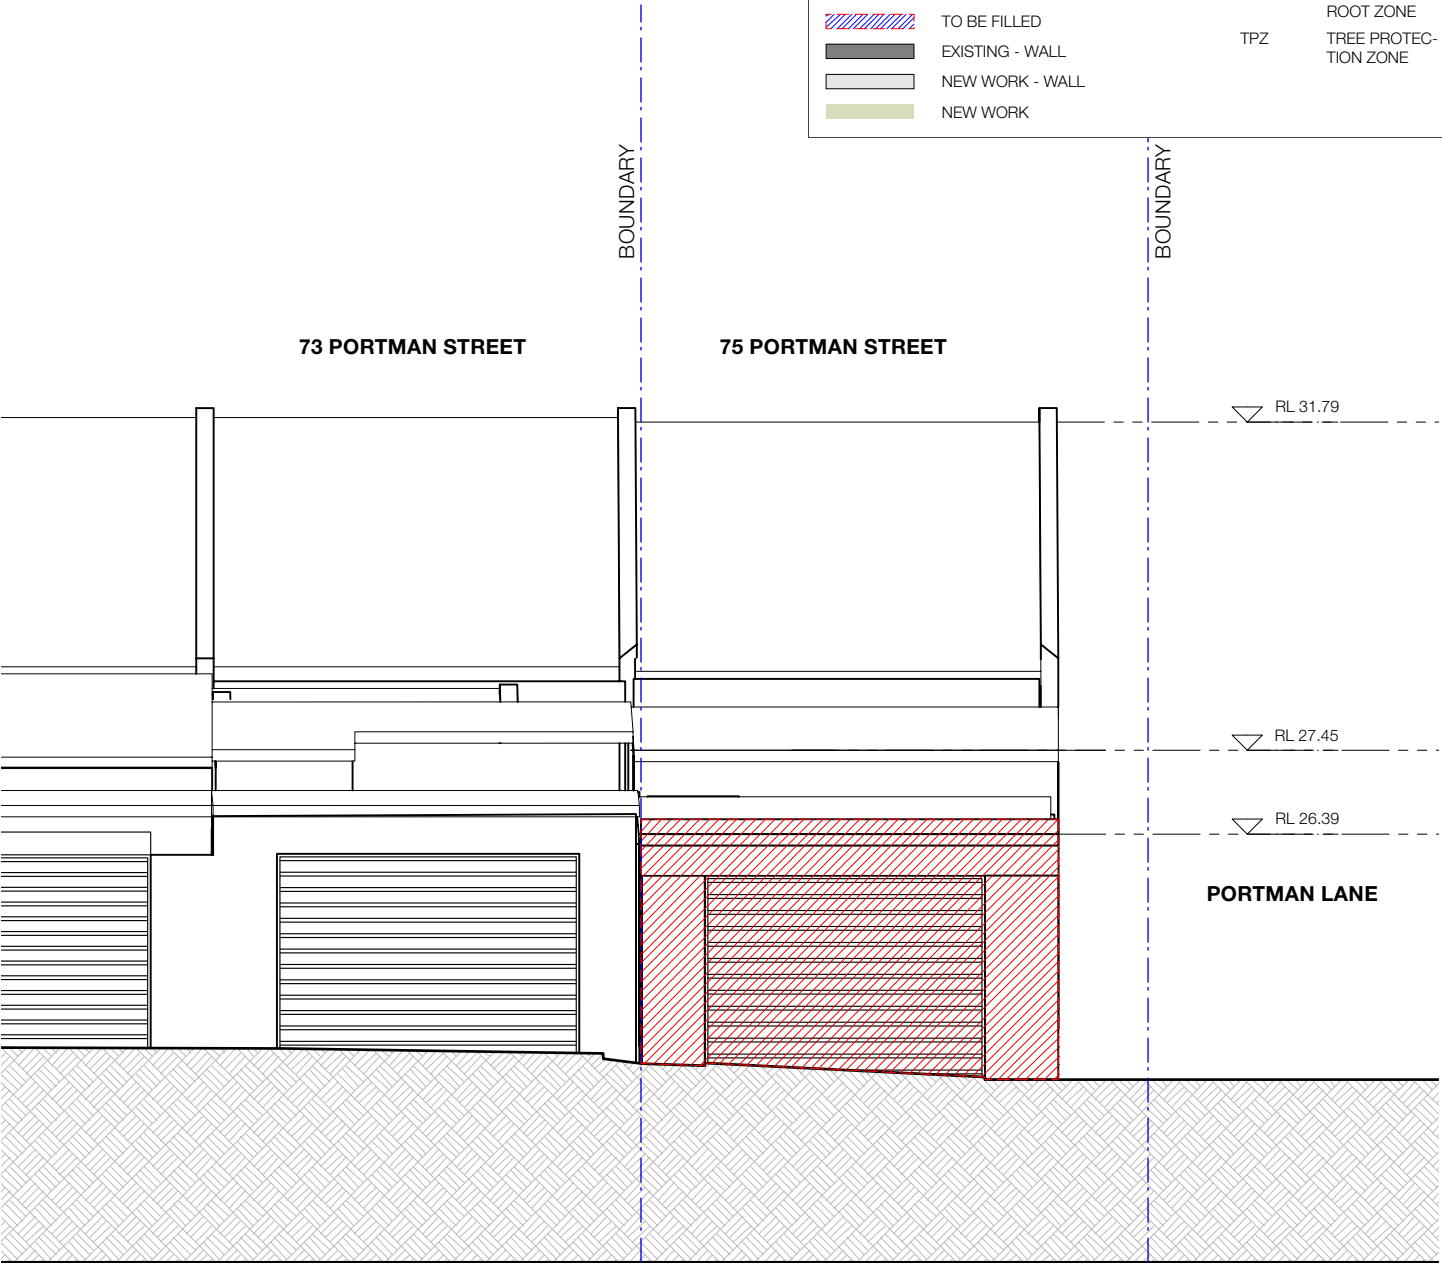 TO BE FILLED
EXISTING - WALL
NEW WORK - WALL
NEW WORK
ROOT ZONE
TPZ TREE PROTEC-
TION ZONE
BOUNDARY
BOUNDARY
73 PORTMAN STREET
75 PORTMAN STREET
RL 31.79
RL 27.45
RL 26.39
PORTMAN LANE